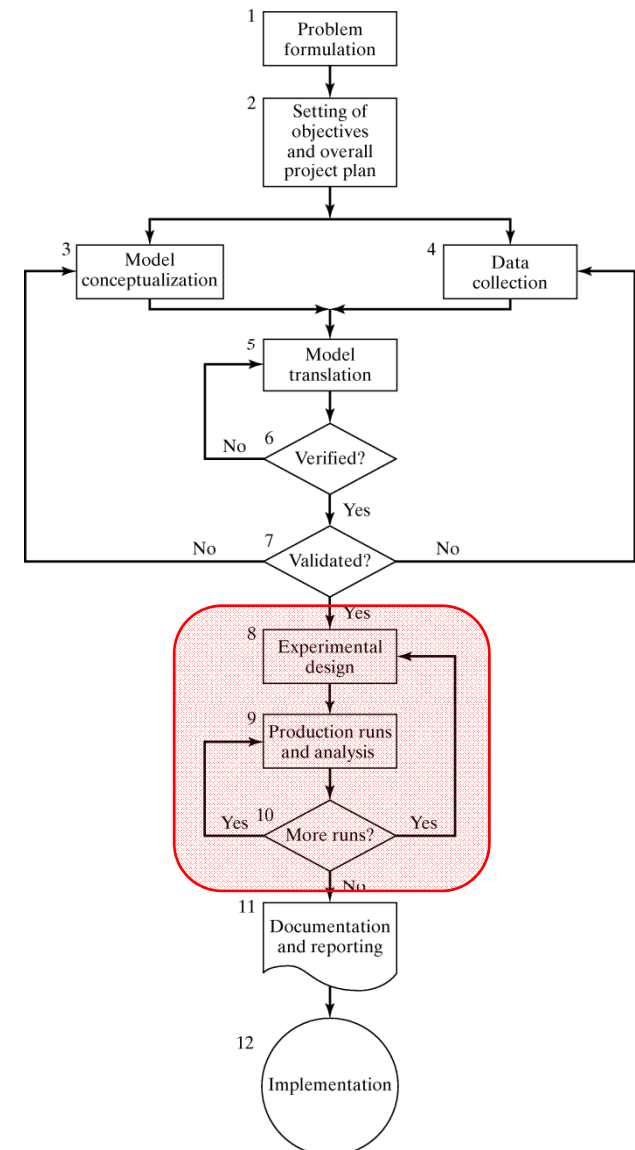 1
Problem
formulation
2
Setting of
objectives
and overall
project plan
3
Model
conceptualization
4
Data
collection
5
Model
translation
6
No
Verified?
Yes
7
No
Validated?
No
Yes
8
Experimental
design
9
Production runs
and analysis
10
Yes
More runs?
Yes
No
11
Documentation
and reporting
12
Implementation